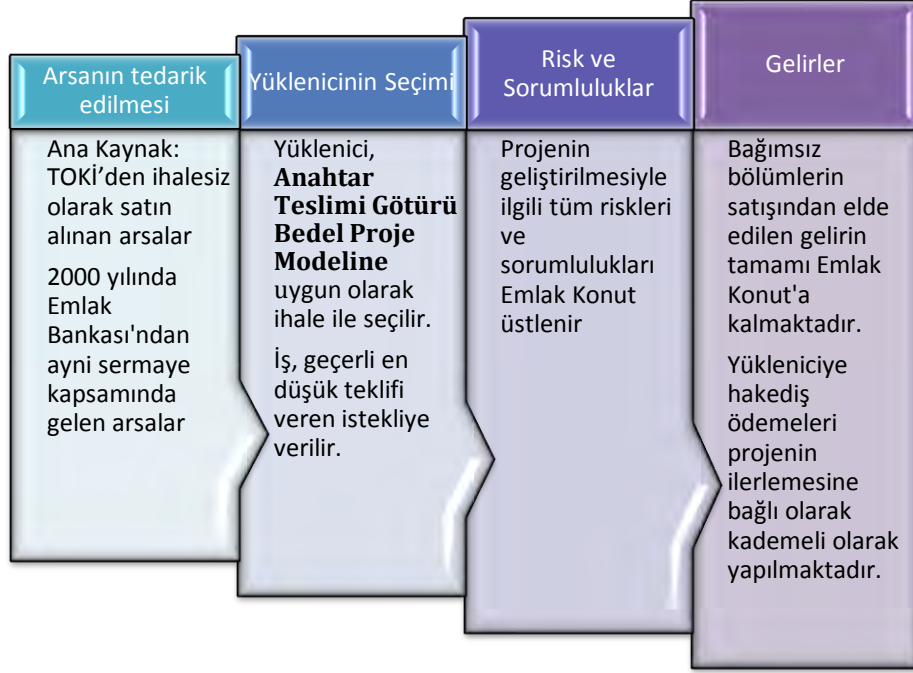 Arsanın tedarik
edilmesi
Ana Kaynak:
TOKİ’den ihalesiz
olarak satın
alınan arsalar
2000 yılında
Emlak
Bankası'ndan
ayni sermaye
kapsamında
gelen arsalar
Yüklenicinin Seçimi
Yüklenici,
Anahtar
Teslimi Götürü
Bedel Proje
Modeline
uygun olarak
ihale ile seçilir.
İş, geçerli en
düşük teklifi
veren istekliye
verilir.
Risk ve
Sorumluluklar
Projenin
geliştirilmesiyle
ilgili tüm riskleri
ve
sorumlulukları
Emlak Konut
üstlenir
Gelirler
Bağımsız
bölümlerin
satışından elde
edilen gelirin
tamamı Emlak
Konut'a
kalmaktadır.
Yükleniciye
hakediş
ödemeleri
projenin
ilerlemesine
bağlı olarak
kademeli olarak
yapılmaktadır.